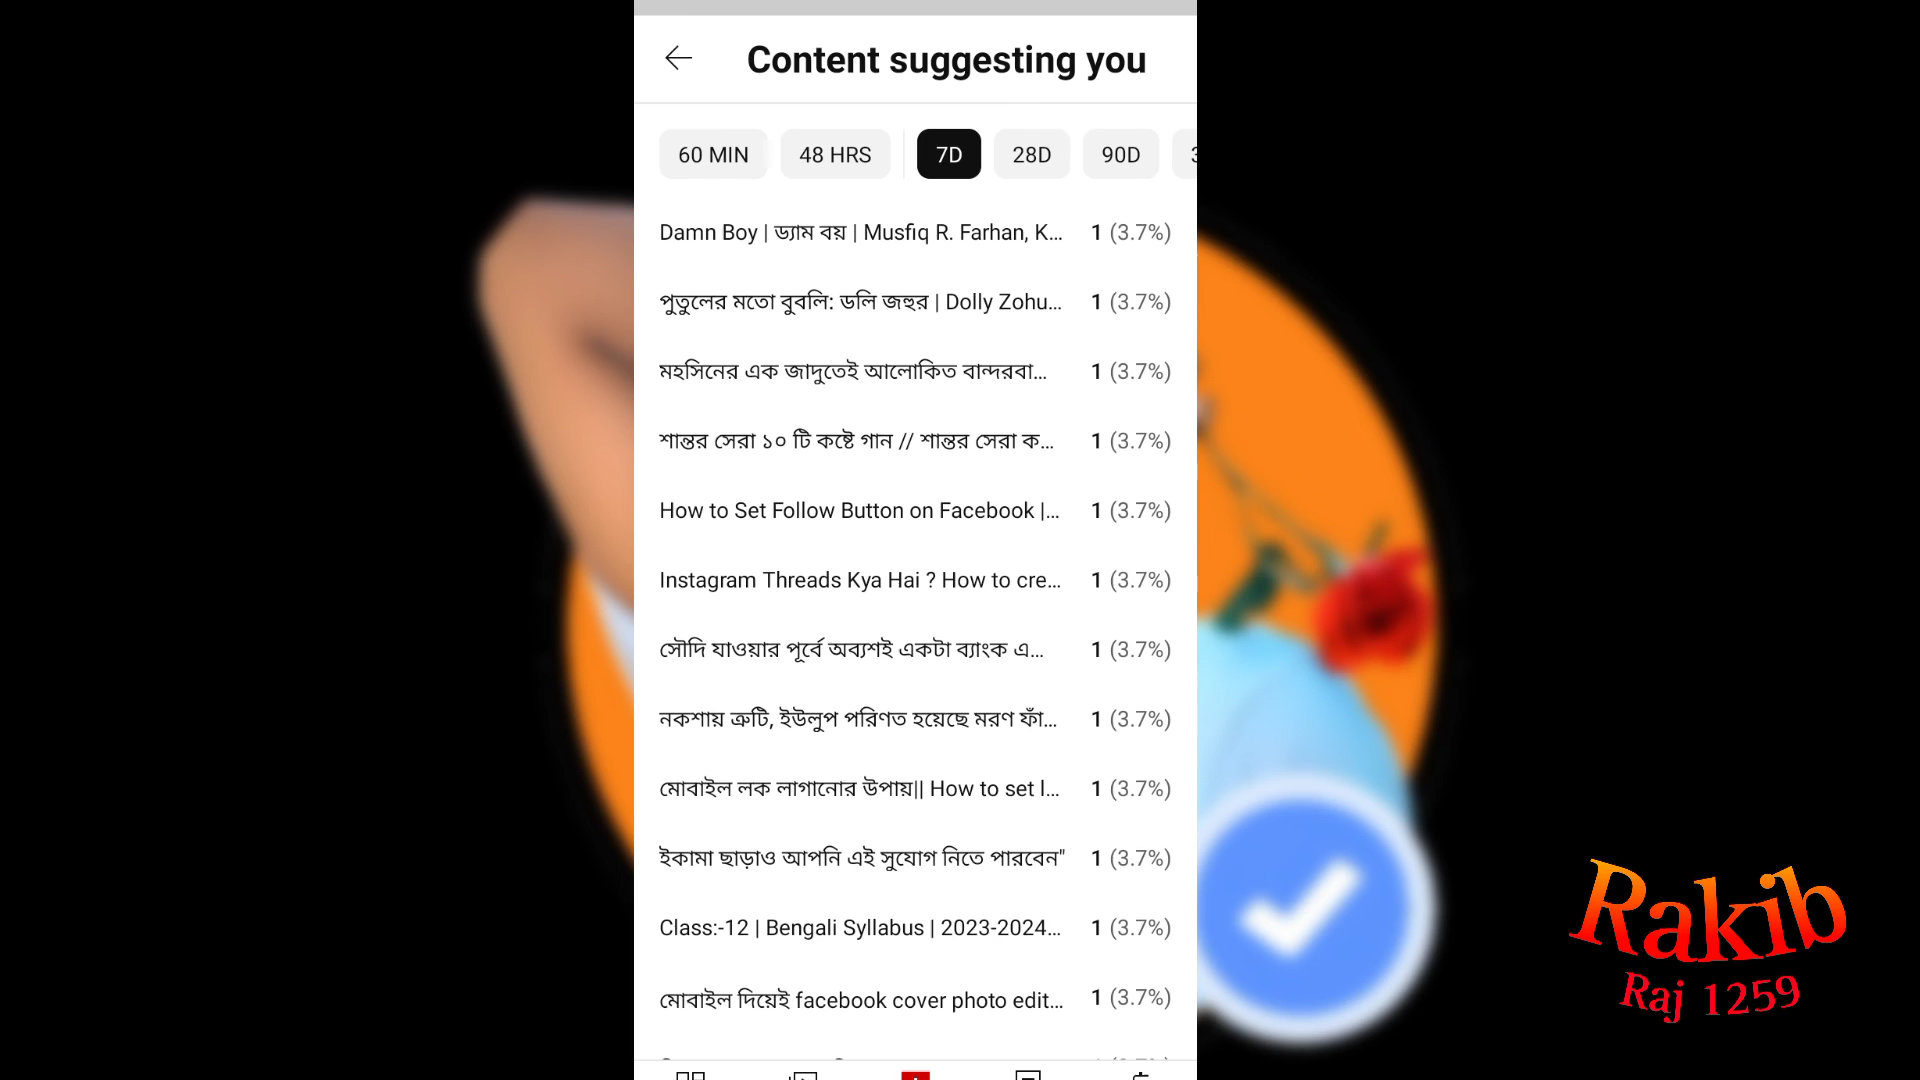 Content suggesting you
60 MIN 48 HRS 7D 28D 90D
Damn Boy | ড্যাম বয় | Musfiq R. Farhan, K... 1 (3.7%)
পুতুলের মতো বুবলি: ডলি জহুর | Dolly Zohu... 1 (3.7%)
মহসিনের এক জাদুতেই আলোকিত বান্দরবা... 1 (3.7%)
শান্তর সেরা ১০ টি কষ্টে গান // শান্তর সেরা ক... 1 (3.7%)
How to Set Follow Button on Facebook |... 1 (3.7%)
Instagram Threads Kya Hai ? How to cre... 1 (3.7%)
সৌদি যাওয়ার পূর্বে অব্যশই একটা ব্যাংক এ... 1 (3.7%)
নকশায় ত্রুটি, ইউলুপ পরিণত হয়েছে মরণ ফাঁ... 1 (3.7%)
মোবাইল লক লাগানোর উপায়|| How to set l... 1 (3.7%)
ইকামা ছাড়াও আপনি এই সুযোগ নিতে পারবেন" 1 (3.7%)
Class:-12 | Bengali Syllabus | 2023-2024... 1 (3.7%)
মোবাইল দিয়েই facebook cover photo edit... 1 (3.7%)
Rakib
Raj 1259